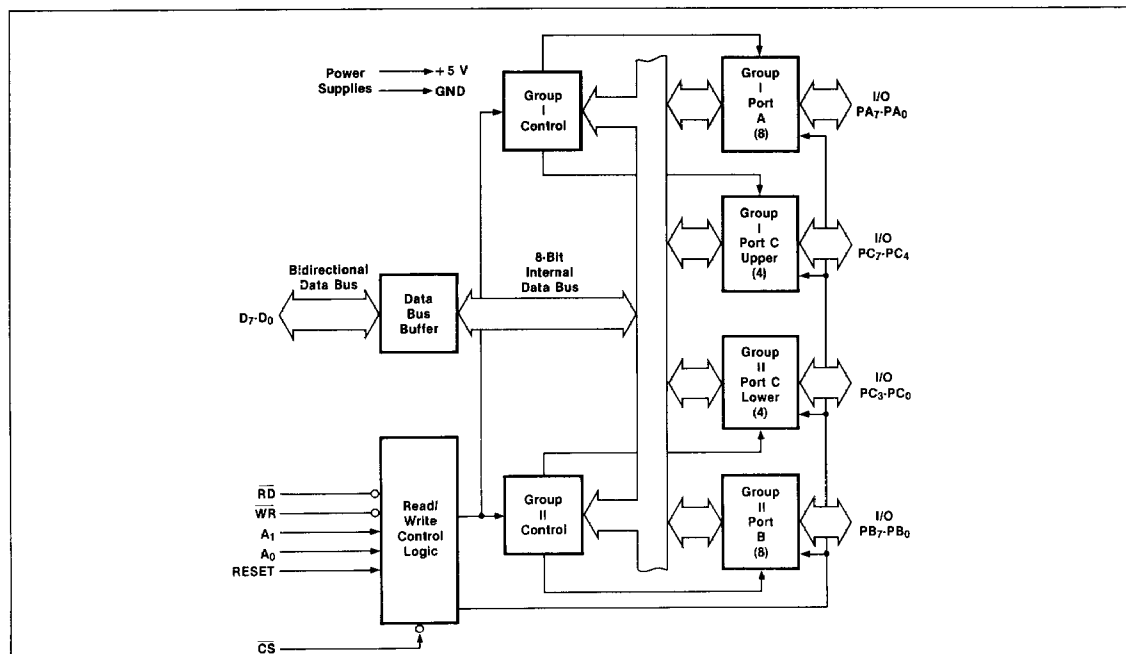 Power
Supplies
+5 V
GND
Group
I
Control
Group
I
Port
A
(8)
I/O
PA7-PA0
Group
I
Port C
Upper
(4)
I/O
PC7-PC4
Bidirectional
Data Bus
D7-D0
Data
Bus
Buffer
8-Bit
Internal
Data Bus
Group
II
Port C
Lower
(4)
I/O
PC3-PC0
RD
WR
A1
A0
RESET
CS
Read/
Write
Control
Logic
Group
II
Control
Group
II
Port
B
(8)
I/O
PB7-PB0